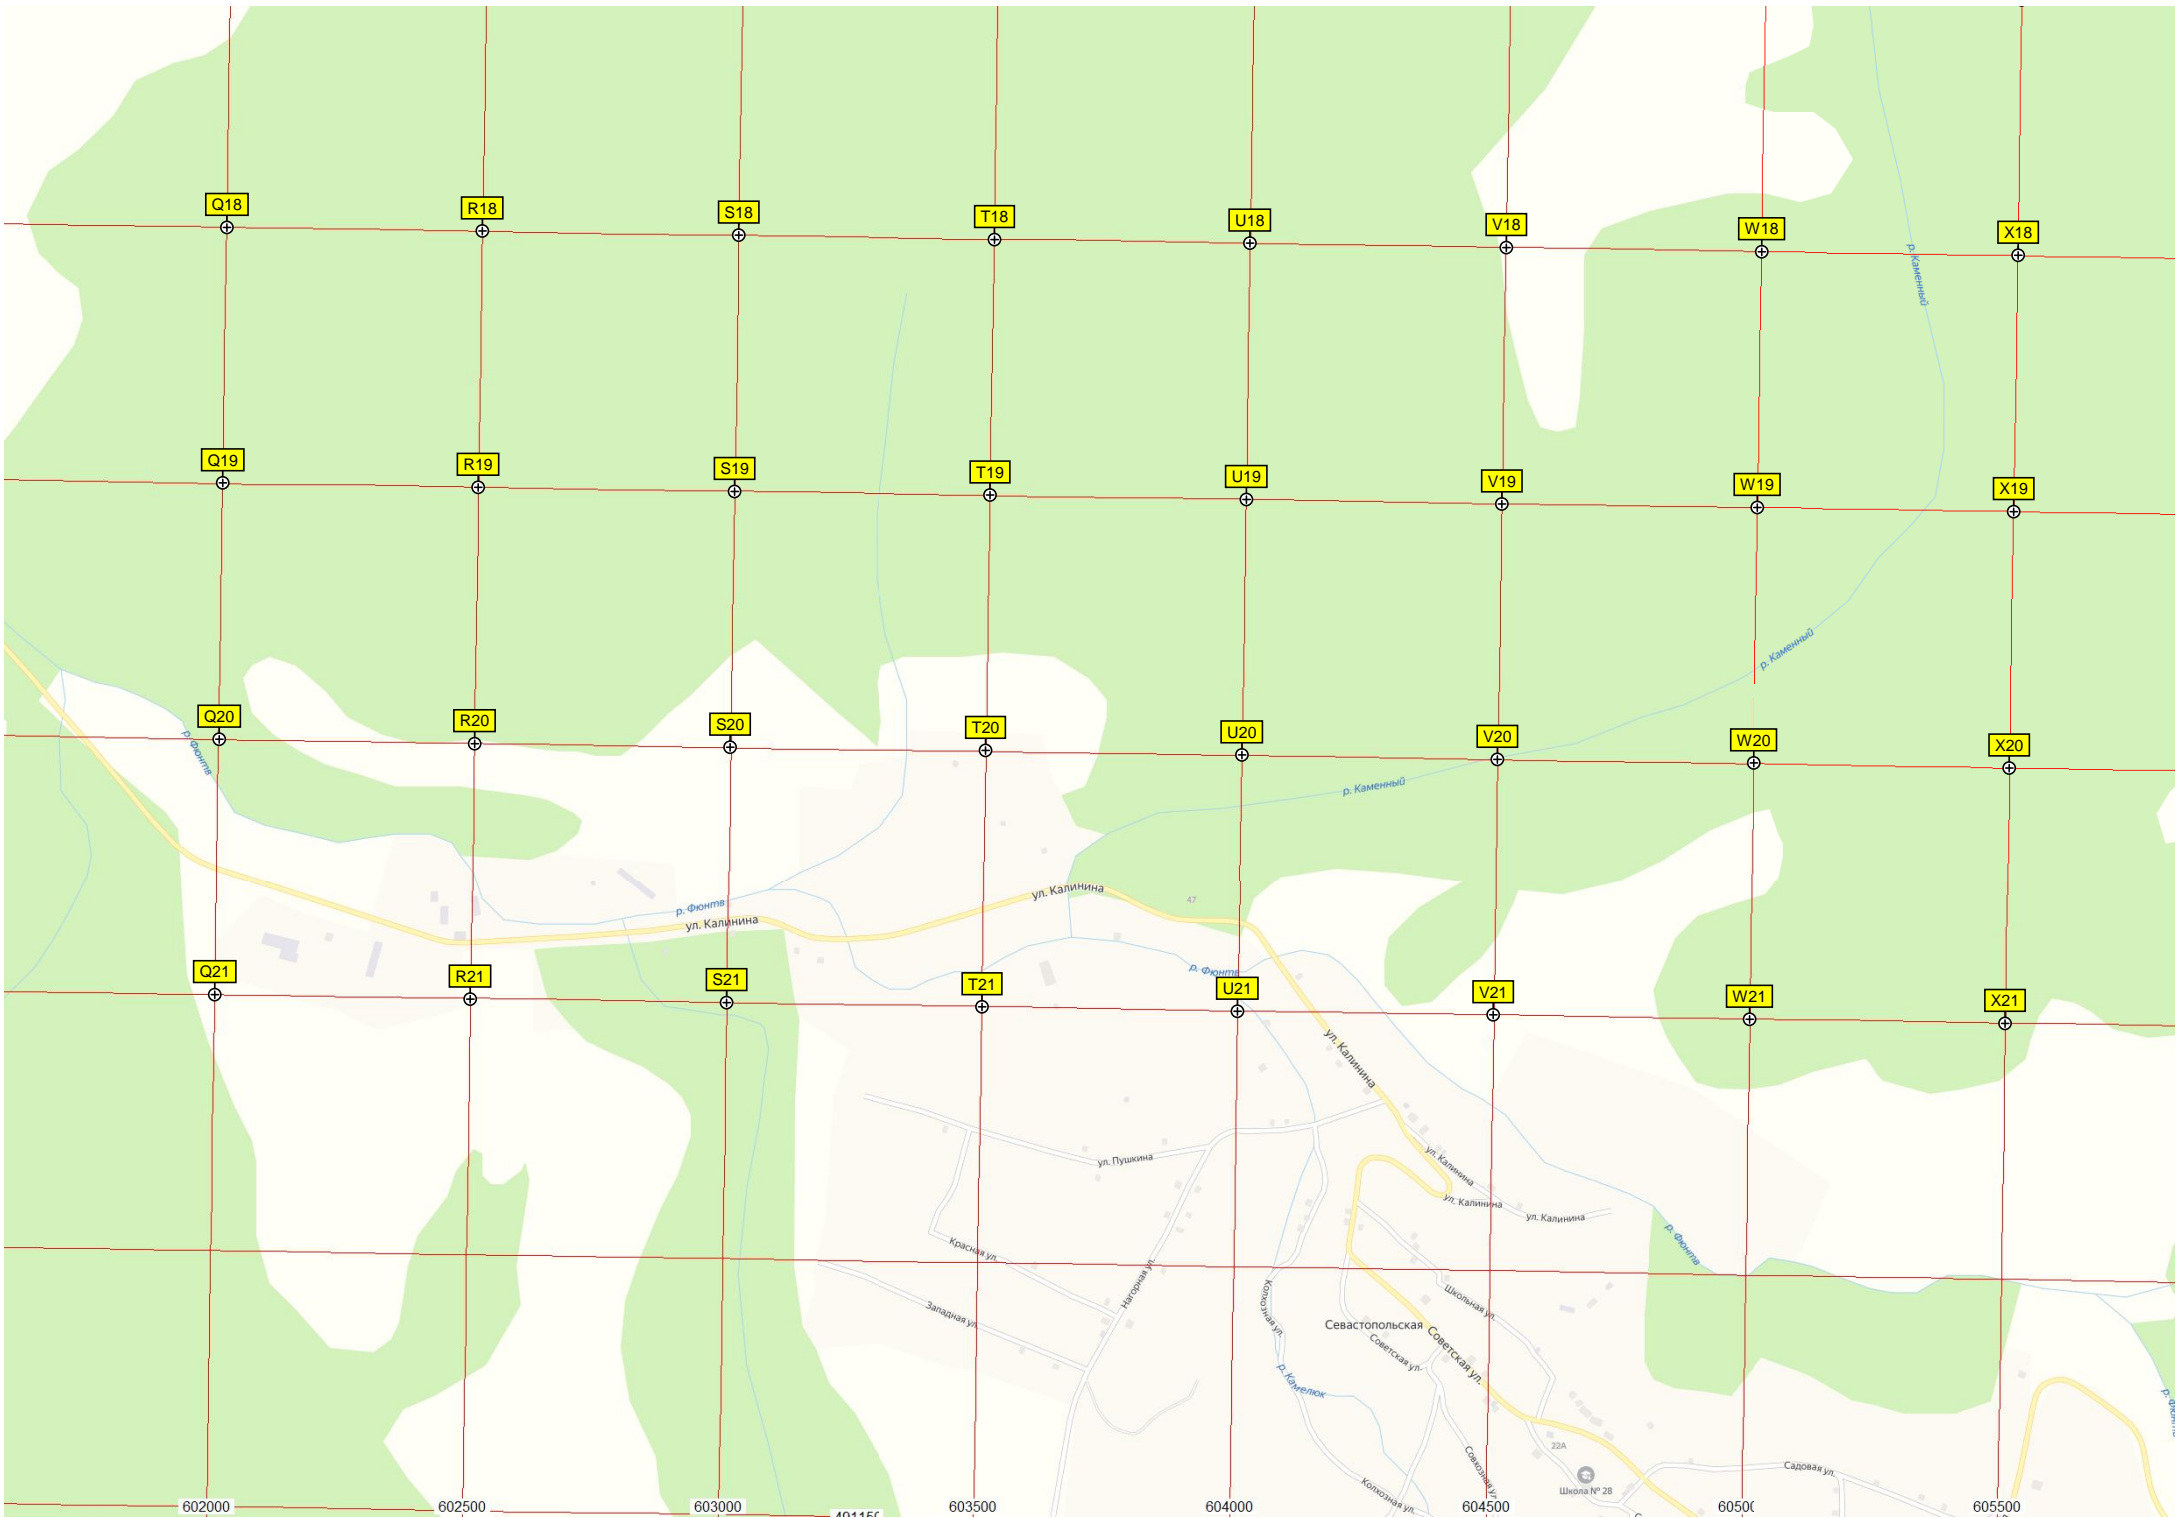 Q18
R18
S18
T18
U18
V18
W18
X18
р. Каменный
Q19
R19
S19
T19
U19
V19
W19
X19
р. Каменный
Q20
R20
S20
T20
U20
V20
W20
X20
р. Фюнтв
р. Каменный
ул. Калинина
47
р. Фюнтв
ул. Калинина
Q21
R21
S21
T21
р. Фюнтв
U21
V21
W21
X21
ул. Калинина
ул. Пушкина
ул. Калинина
ул. Калинина
ул. Калинина
р. Фюнтв
Красная ул.
Нагорная ул.
Колхозная ул.
Школьная ул.
Западная ул.
Севастопольская
Советская ул.
Советская ул.
р. Камелюк
р. Фюнтв
22А
Совхозная ул.
Садовая ул.
Колхозная ул.
Школа № 28
602000
602500
603000
603500
604000
604500
605500